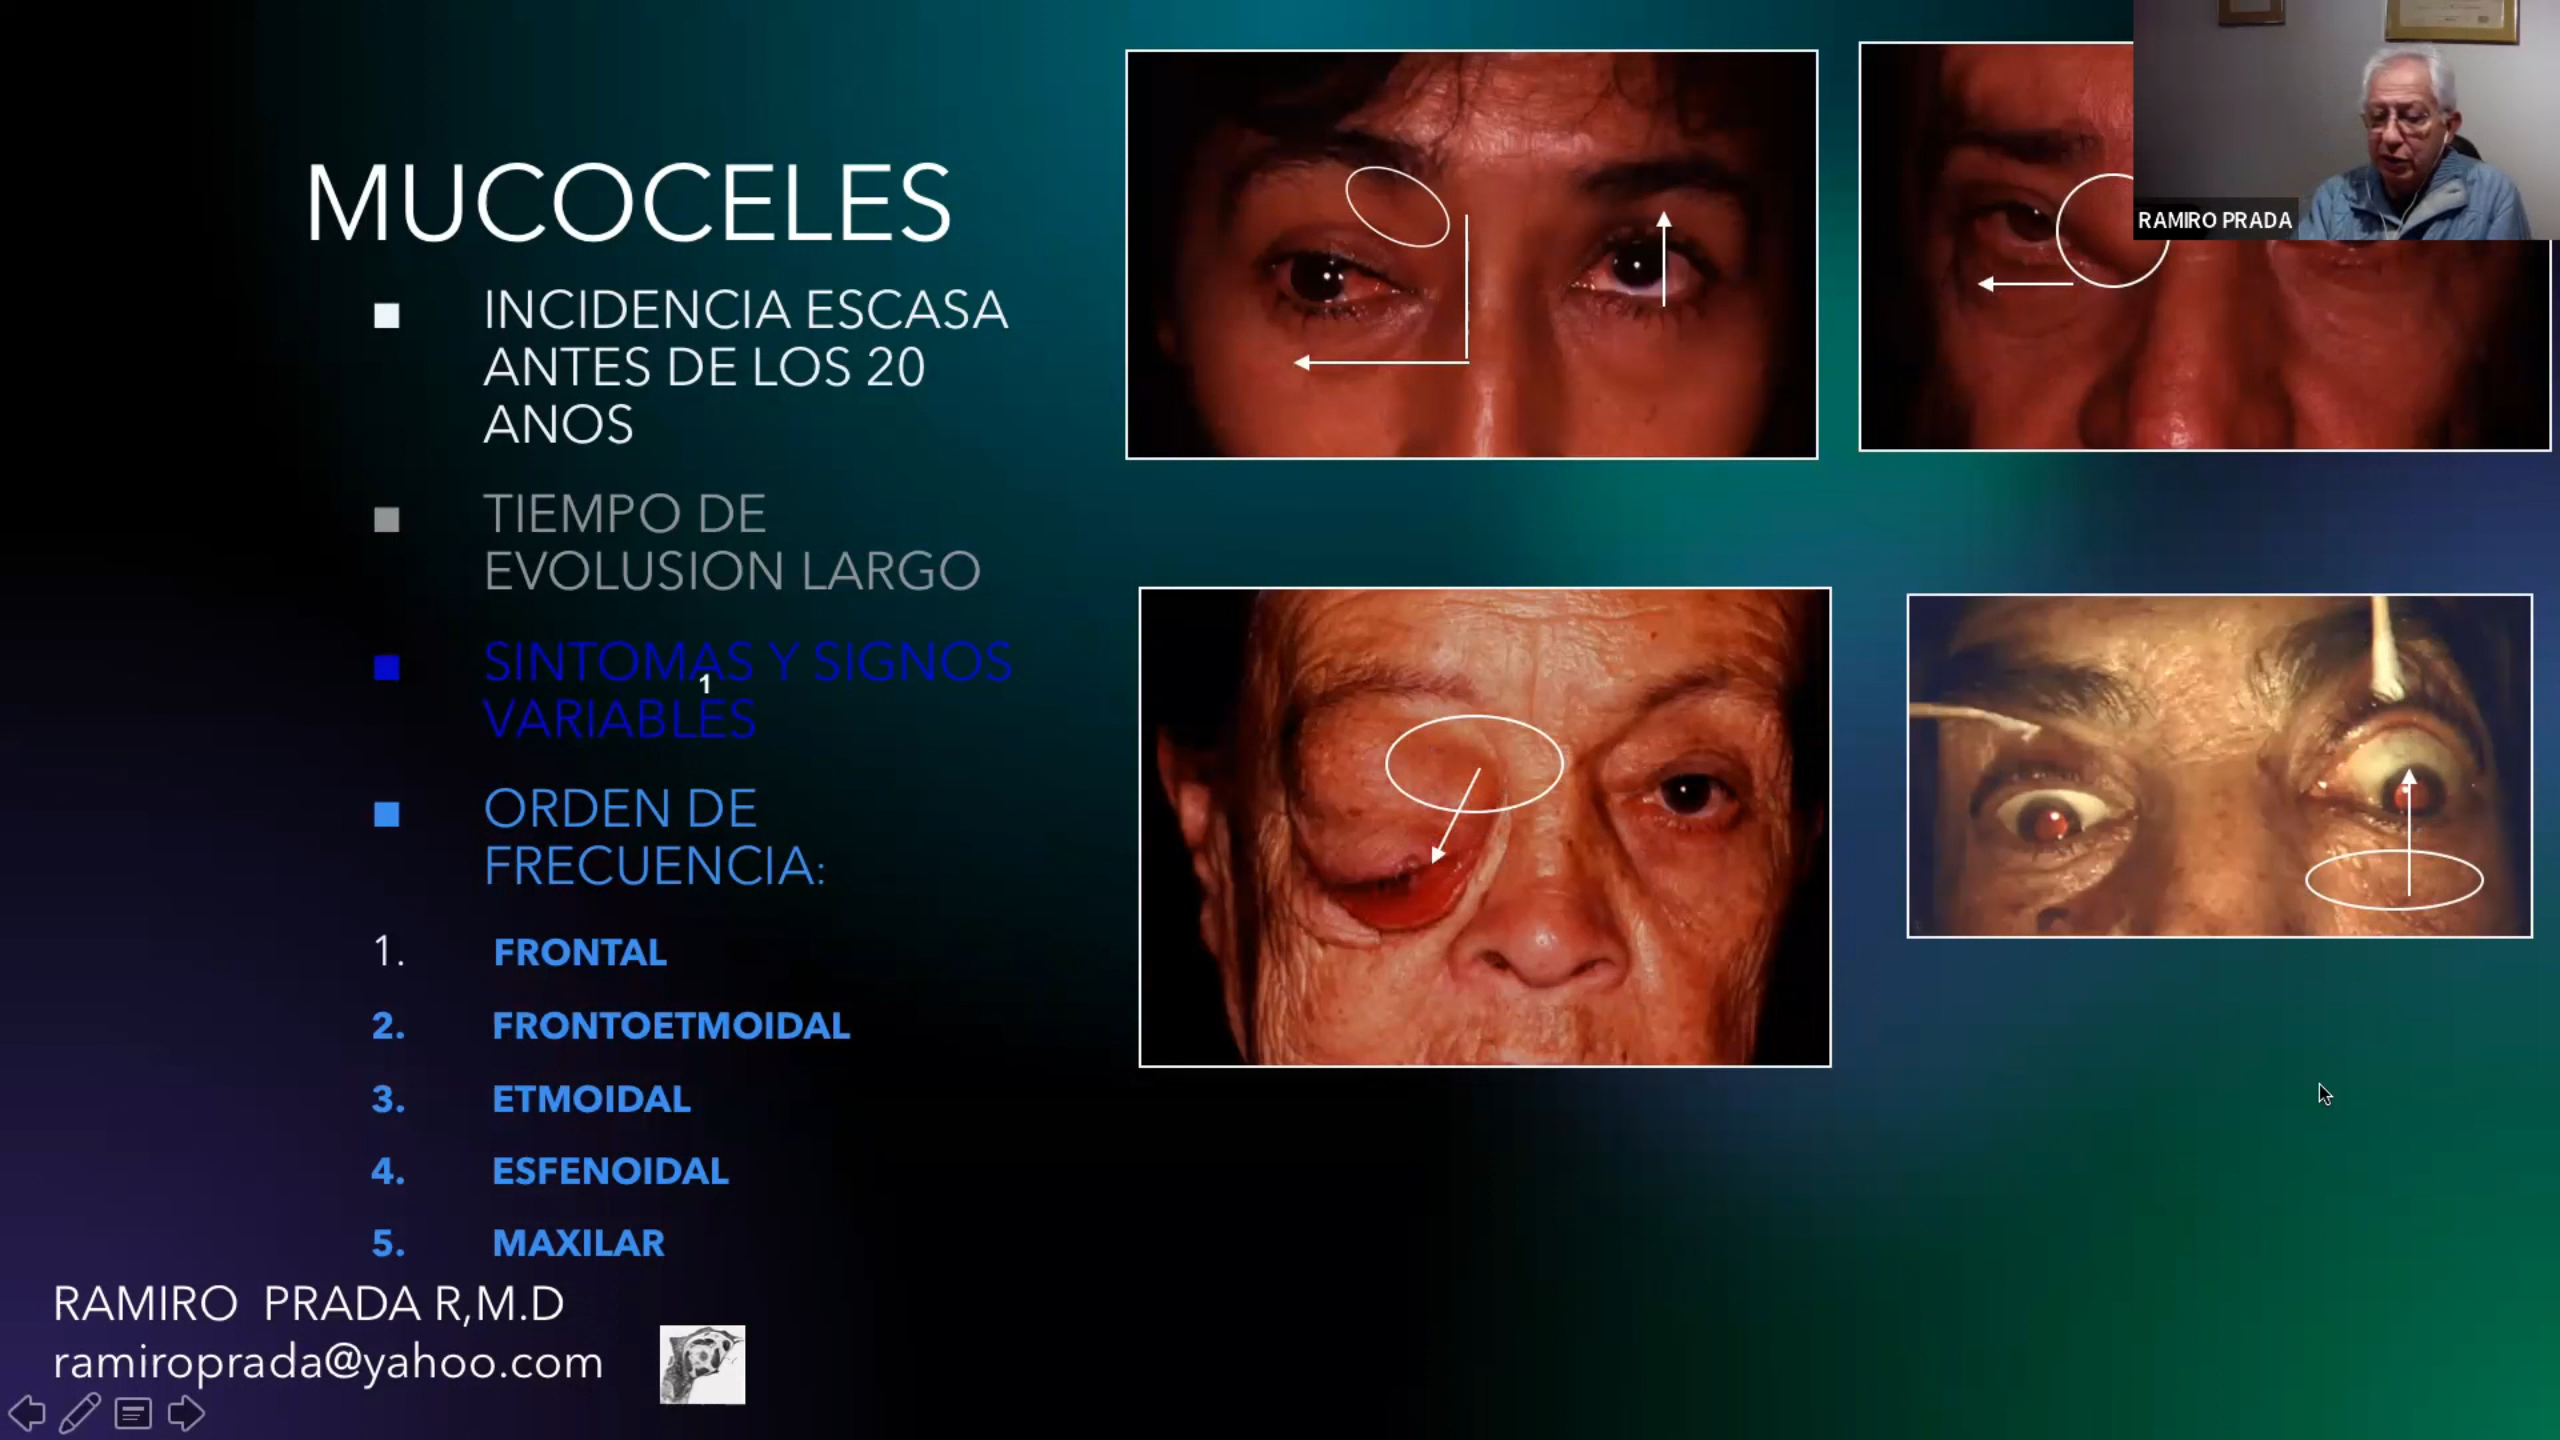 MUCOCELES
■ INCIDENCIA ESCASA
ANTES DE LOS 20
ANOS
■ TIEMPO DE
EVOLUSION LARGO
■ SINTOMAS Y SIGNOS
1
VARIABLES
■ ORDEN DE
FRECUENCIA:
1. FRONTAL
2. FRONTOETMOIDAL
3. ETMOIDAL
4. ESFENOIDAL
5. MAXILAR
RAMIRO PRADA R,M.D
ramiroprada@yahoo.com
RAMIRO PRADA